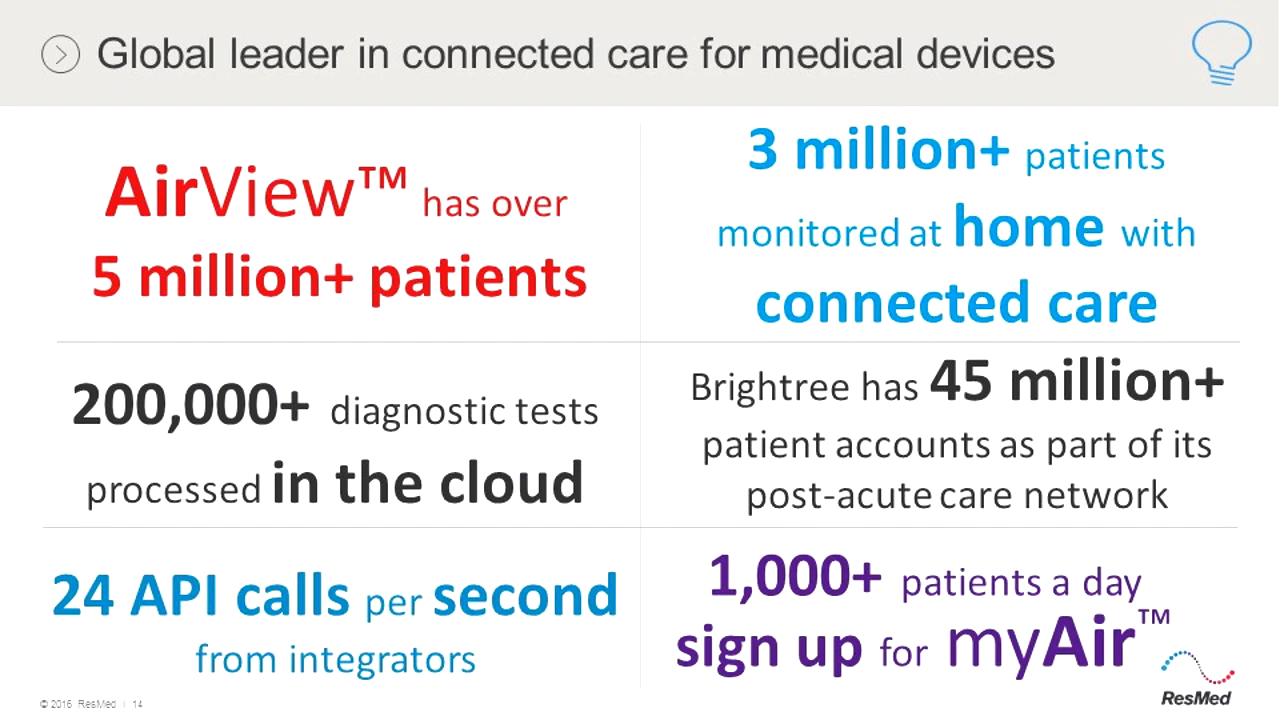 Global leader in connected care for medical devices
AirView™ has over
5 million+ patients
3 million+ patients
monitored at home with
connected care
200,000+ diagnostic tests
processed in the cloud
Brightree has 45 million+
patient accounts as part of its
post-acute care network
24 API calls per second
from integrators
1,000+ patients a day
sign up for myAir™
ResMed
© 2016 ResMed | 14